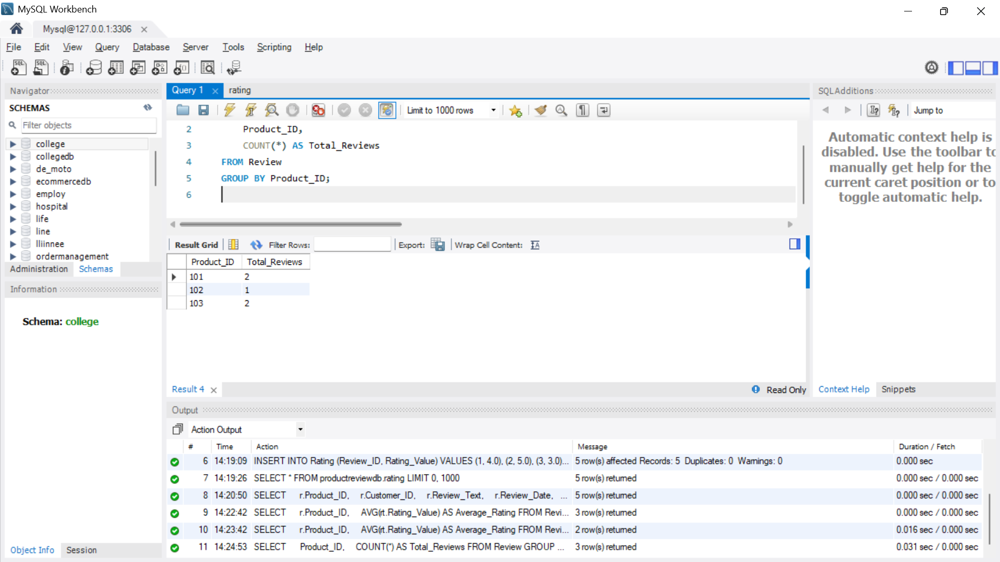 MySQL Workbench
Mysql@127.0.0.1:3306
File Edit View Query Database Server Tools Scripting Help
Navigator
SCHEMAS
Filter objects
college
collegedb
de_moto
ecommercedb
employ
hospital
life
line
lliinnee
ordermanagement
Administration Schemas
Information
Schema: college
Object Info Session
Query 1 rating
Limit to 1000 rows
2 Product_ID,
3 COUNT(*) AS Total_Reviews
4 FROM Review
5 GROUP BY Product_ID;
6
Result Grid Filter Rows: Export: Wrap Cell Content:
Product_ID Total_Reviews
101 2
102 1
103 2
Result 4 Read Only
SQLAdditions
Jump to
Automatic context help is
disabled. Use the toolbar to
manually get help for the
current caret position or to
toggle automatic help.
Context Help Snippets
Output
Action Output
# Time Action Message Duration / Fetch
6 14:19:09 INSERT INTO Rating (Review_ID, Rating_Value) VALUES (1, 4.0), (2, 5.0), (3, 3.0)... 5 row(s) affected Records: 5 Duplicates: 0 Warnings: 0 0.000 sec
7 14:19:26 SELECT * FROM productreviewdb.rating LIMIT 0, 1000 5 row(s) returned 0.000 sec / 0.000 sec
8 14:20:50 SELECT r.Product_ID, r.Customer_ID, r.Review_Text, r.Review_Date, ... 5 row(s) returned 0.000 sec / 0.000 sec
9 14:22:42 SELECT r.Product_ID, AVG(rt.Rating_Value) AS Average_Rating FROM Revi... 3 row(s) returned 0.000 sec / 0.000 sec
10 14:23:42 SELECT r.Product_ID, AVG(rt.Rating_Value) AS Average_Rating FROM Revi... 2 row(s) returned 0.016 sec / 0.000 sec
11 14:24:53 SELECT Product_ID, COUNT(*) AS Total_Reviews FROM Review GROUP ... 3 row(s) returned 0.031 sec / 0.000 sec